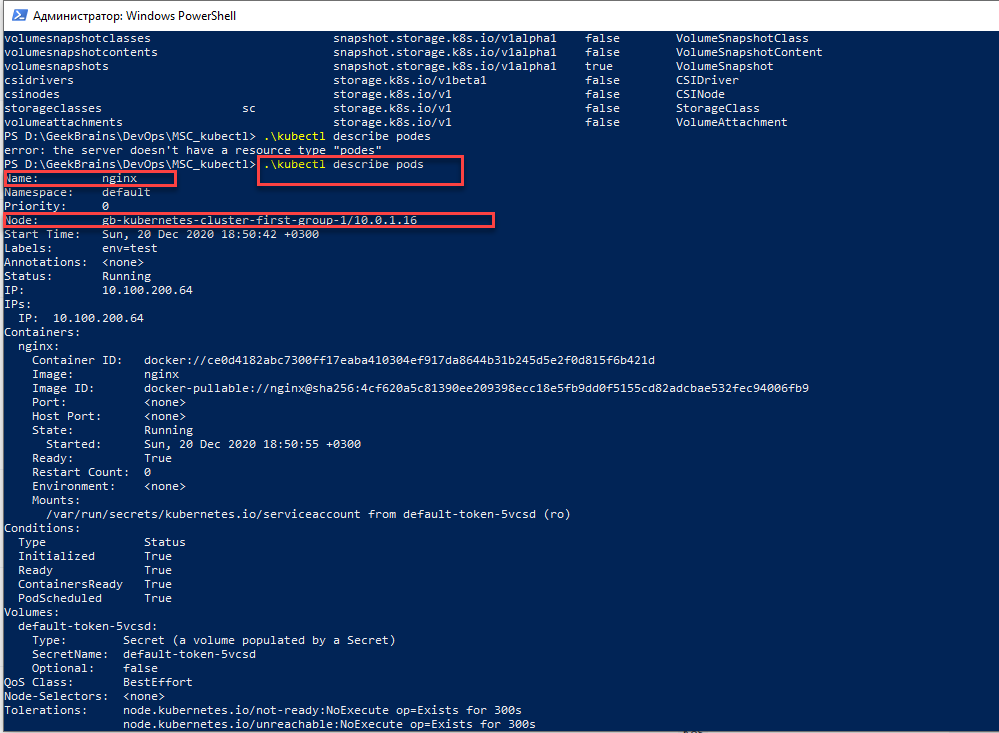 Администратор: Windows PowerShell
volumesnapshotclasses snapshot.storage.k8s.io/v1alpha1 false VolumeSnapshotClass
volumesnapshotcontents snapshot.storage.k8s.io/v1alpha1 false VolumeSnapshotContent
volumesnapshots snapshot.storage.k8s.io/v1alpha1 true VolumeSnapshot
csidrivers storage.k8s.io/v1beta1 false CSIDriver
csinodes storage.k8s.io/v1 false CSINode
storageclasses sc storage.k8s.io/v1 false StorageClass
volumeattachments storage.k8s.io/v1 false VolumeAttachment
PS D:\GeekBrains\DevOps\MSC_kubectl> .\kubectl describe podes
error: the server doesn't have a resource type "podes"
PS D:\GeekBrains\DevOps\MSC_kubectl> .\kubectl describe pods
Name: nginx
Namespace: default
Priority: 0
Node: gb-kubernetes-cluster-first-group-1/10.0.1.16
Start Time: Sun, 20 Dec 2020 18:50:42 +0300
Labels: env=test
Annotations: <none>
Status: Running
IP: 10.100.200.64
IPs:
IP: 10.100.200.64
Containers:
nginx:
Container ID: docker://ce0d4182abc7300ff17eaba410304ef917da8644b31b245d5e2f0d815f6b421d
Image: nginx
Image ID: docker-pullable://nginx@sha256:4cf620a5c81390ee209398ecc18e5fb9dd0f5155cd82adcbae532fec94006fb9
Port: <none>
Host Port: <none>
State: Running
Started: Sun, 20 Dec 2020 18:50:55 +0300
Ready: True
Restart Count: 0
Environment: <none>
Mounts:
/var/run/secrets/kubernetes.io/serviceaccount from default-token-5vcsd (ro)
Conditions:
Type Status
Initialized True
Ready True
ContainersReady True
PodScheduled True
Volumes:
default-token-5vcsd:
Type: Secret (a volume populated by a Secret)
SecretName: default-token-5vcsd
Optional: false
QoS Class: BestEffort
Node-Selectors: <none>
Tolerations: node.kubernetes.io/not-ready:NoExecute op=Exists for 300s
node.kubernetes.io/unreachable:NoExecute op=Exists for 300s